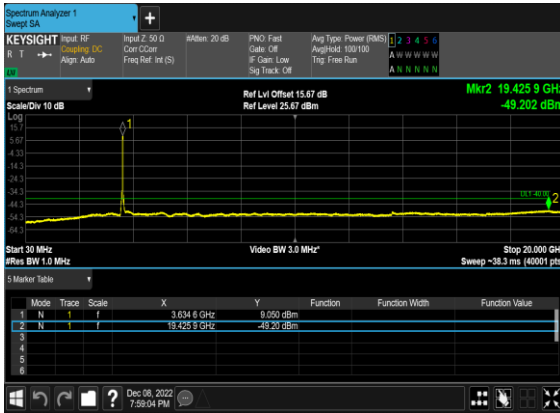 Spectrum Analyzer 1
Swept SA
+
KEYSIGHT Input: RF Input Z: 50 Ω #Atten: 20 dB PNO: Fast Avg Type: Power (RMS) 1 2 3 4 5 6
R T Coupling: DC Corr CCorr Gate: Off Avg|Hold: 100/100 A W W W W W
Align: Auto Freq Ref: Int (S) IF Gain: Low Trig: Free Run
Sig Track: Off A N N N N N
1 Spectrum
Scale/Div 10 dB
Ref Lvl Offset 15.67 dB
Ref Level 25.67 dBm
Mkr2 19.425 9 GHz
-49.202 dBm
Log
15.7
5.67
-4.33
-14.3
-24.3
-34.3
-44.3
-54.3
-64.3
1
DL1 -40.00
2
Start 30 MHz Video BW 3.0 MHz* Stop 20.000 GHz
#Res BW 1.0 MHz Sweep ~38.3 ms (40001 pts)
5 Marker Table
Mode Trace Scale X Y Function Function Width Function Value
1 N 1 f 3.634 6 GHz 9.050 dBm
2 N 1 f 19.425 9 GHz -49.20 dBm
3
4
5
6
? Dec 08, 2022
7:59:04 PM